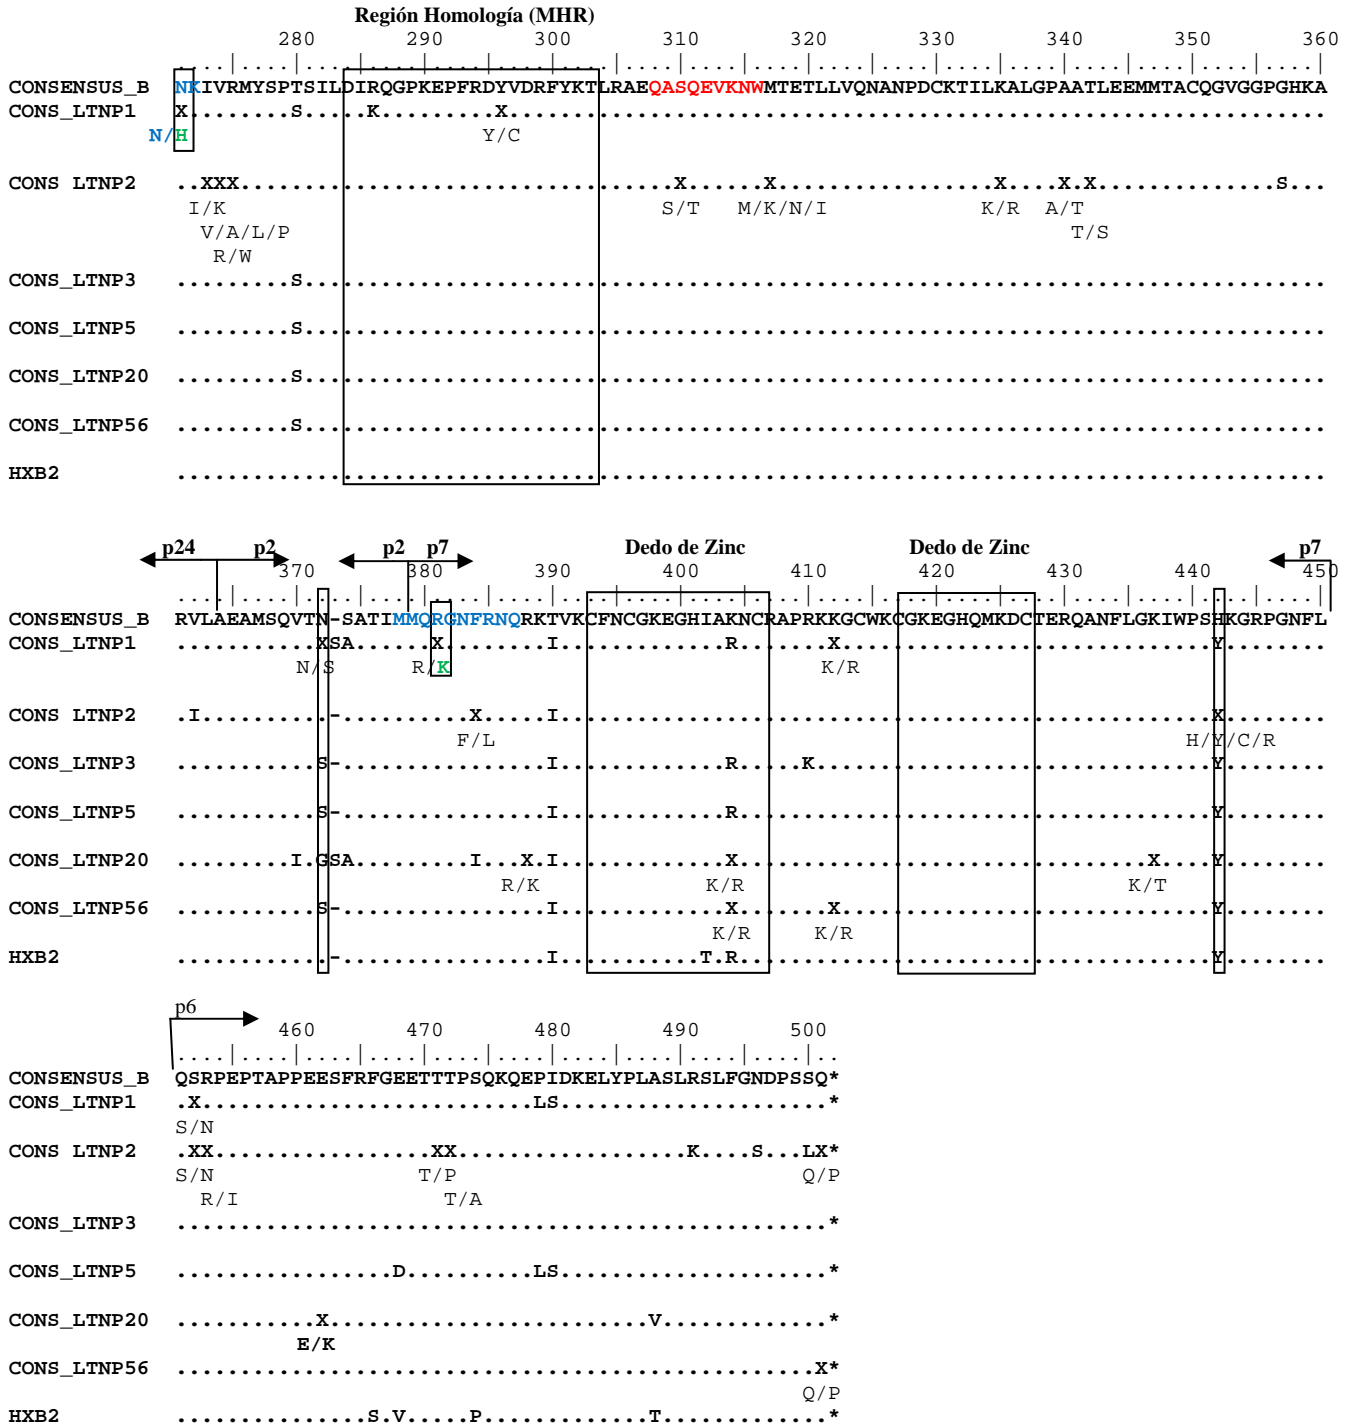 Región Homología (MHR)
280 290 300 310 320 330 340 350 360
CONSENSUS_B NKIVRMYSPTSILDIRQGPKEPFRDYVDRFYKTLRAEQASQEVKNWMTETLLVQNANPDCKTILKALGPAATLEEMMTACQGVGGPGHKA
CONS_LTNP1 X........S.....K.........X................................................................
N/H Y/C
CONS LTNP2 ..XXX..................................X......X.................X....X.X..............S...
I/K S/T M/K/N/I K/R A/T
V/A/L/P T/S
R/W
CONS_LTNP3 .........S................................................................................
CONS_LTNP5 .........S................................................................................
CONS_LTNP20 .........S................................................................................
CONS_LTNP56 .........S................................................................................
HXB2 ..........................................................................................
p24 p2 p2 p7 Dedo de Zinc Dedo de Zinc p7
370 380 390 400 410 420 430 440 450
CONSENSUS_B RVLAEAMSQVTN-SATIMMQRGNFRNQRKTVKCFNCGKEGHIAKNCRAPRKKGCWKCGKEGHQMKDCTERQANFLGKIWPSHKGRPGNFL
CONS_LTNP1 ...........XSA......X........I.............R.......X.............................Y........
N/S R/K K/R
CONS LTNP2 .I..........-..........X.....I...................................................X........
F/L H/Y/C/R
CONS_LTNP3 ...........S-................I.............R.....K...............................Y........
CONS_LTNP5 ...........S-................I.............R.....................................Y........
CONS_LTNP20 .........I.GSA.........I...X.I.............X................................X....Y........
R/K K/R K/T
CONS_LTNP56 ...........S-................I.............X.......X.............................Y........
K/R K/R
HXB2 ............-................I...........T.R.....................................Y........
p6
460 470 480 490 500
CONSENSUS_B QSRPEPTAPPEESFRFGEETTTPSQKQEPIDKELYPLASLRSLFGNDPSSQ*
CONS_LTNP1 .X..........................LS.....................*
S/N
CONS LTNP2 .XX.................XX..................K....S...LX*
S/N T/P Q/P
R/I T/A
CONS_LTNP3 ...................................................*
CONS_LTNP5 .................D..........LS.....................*
CONS_LTNP20 ...........X.........................V.............*
E/K
CONS_LTNP56 ..................................................X*
Q/P
HXB2 ...............S.V.....P.............T.............*